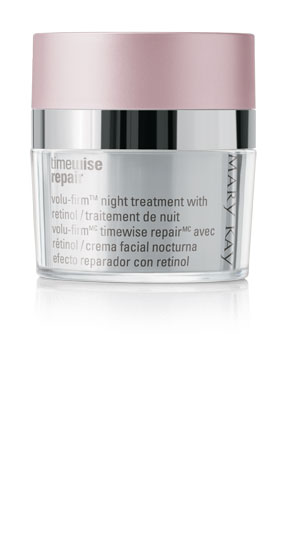 timewise
repair™
volu-firm™ night treatment with
retinol / traitement de nuit
volu-firmᴹᶜ timewise repairᴹᶜ avec
rétinol / crema facial nocturna
efecto reparador con retinol
MARY KAY